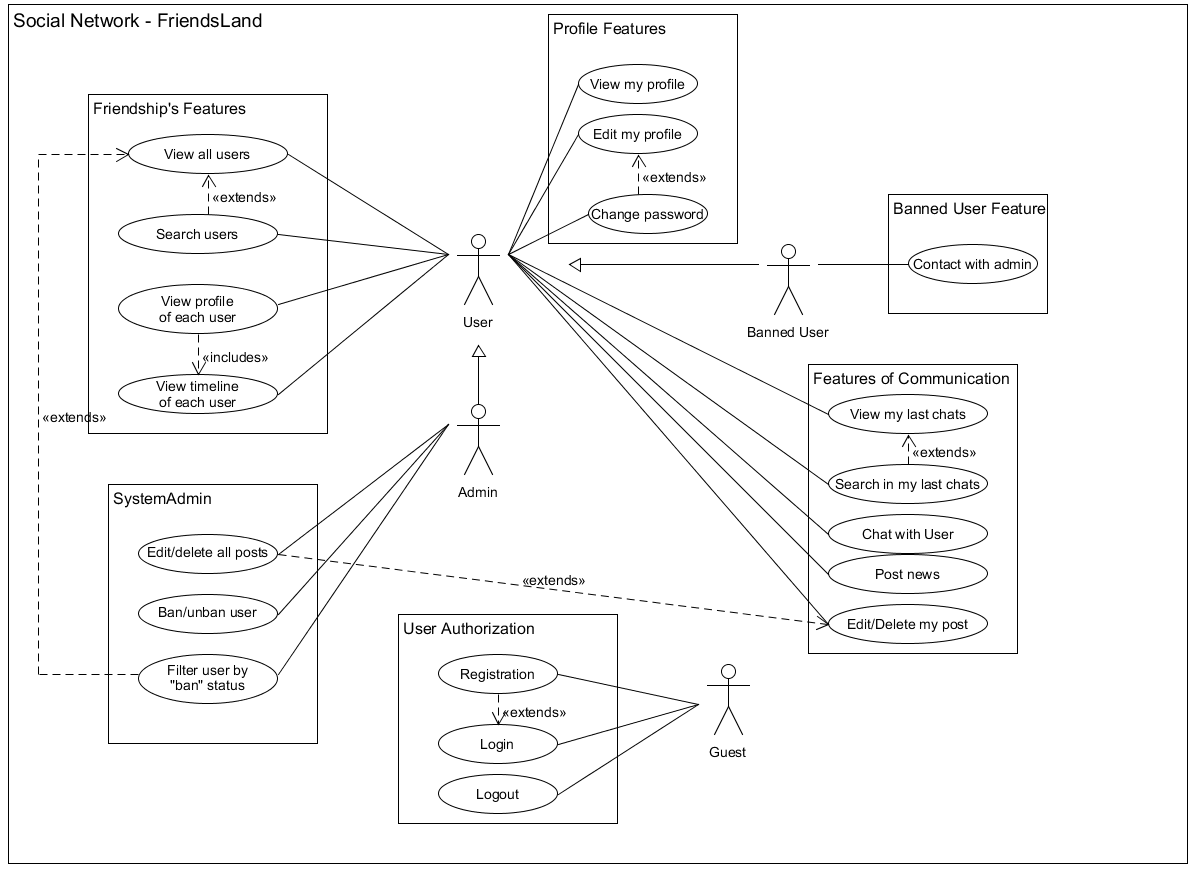 Social Network - FriendsLand
Profile Features
View my profile
Edit my profile
«extends»
Change password
Friendship's Features
View all users
«extends»
Search users
View profile
of each user
«includes»
View timeline
of each user
«extends»
User
Admin
Banned User
Banned User Feature
Contact with admin
Features of Communication
View my last chats
«extends»
Search in my last chats
Chat with User
Post news
Edit/Delete my post
SystemAdmin
Edit/delete all posts
Ban/unban user
Filter user by
"ban" status
«extends»
User Authorization
Registration
«extends»
Login
Logout
Guest